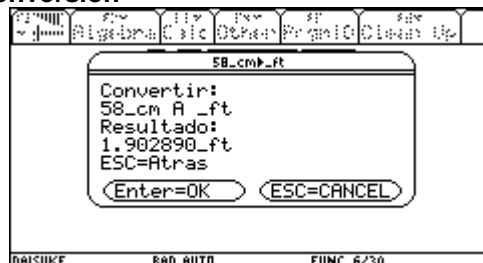 Algebra Calc Other PrgmIO Clean Up
58_cm▶_ft
Convertir:
58_cm A _ft
Resultado:
1.902890_ft
ESC=Atras
Enter=OK ESC=CANCEL
DAISUKE RAD AUTO FUNC 6/30